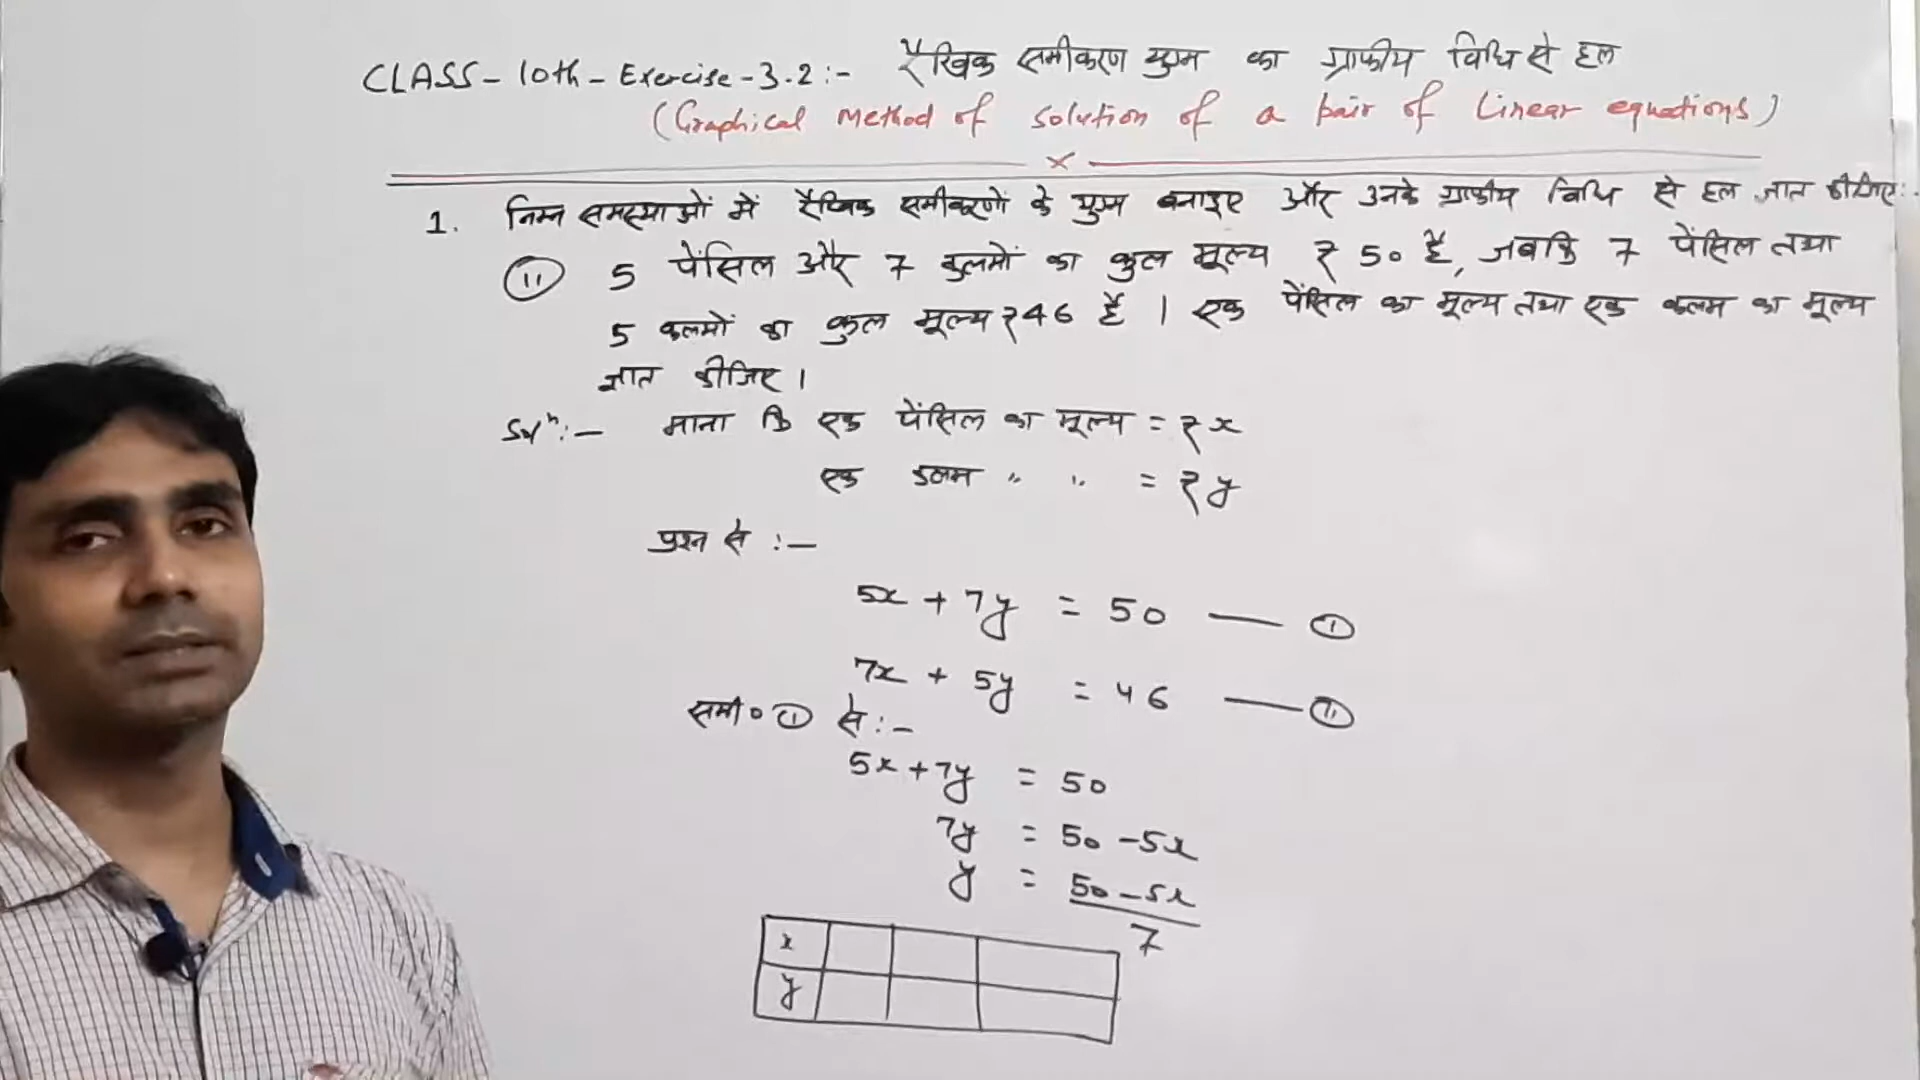 CLASS - 10th - Exercise - 3.2 :- रैखिक समीकरण युग्म का ग्राफीय विधि से हल
(Graphical Method of solution of a pair of Linear equations)
x
1. निम्न समस्याओं में रैखिक समीकरणों के युग्म बनाइए और उनके ग्राफीय विधि से हल ज्ञात कीजिए:-
(ii) 5 पेंसिल और 7 कलमों का कुल मूल्य ₹ 50 है, जबकि 7 पेंसिल तथा
5 कलमों का कुल मूल्य ₹46 है । एक पेंसिल का मूल्य तथा एक कलम का मूल्य
ज्ञात कीजिए ।
Solⁿ:- माना कि एक पेंसिल का मूल्य = ₹ x
एक कलम " " = ₹ y
प्रश्न से :-
5x + 7y = 50 — (i)
7x + 5y = 46 — (ii)
समी॰ (i) से :-
5x + 7y = 50
7y = 50 - 5x
y = 50 - 5x
7
x
y